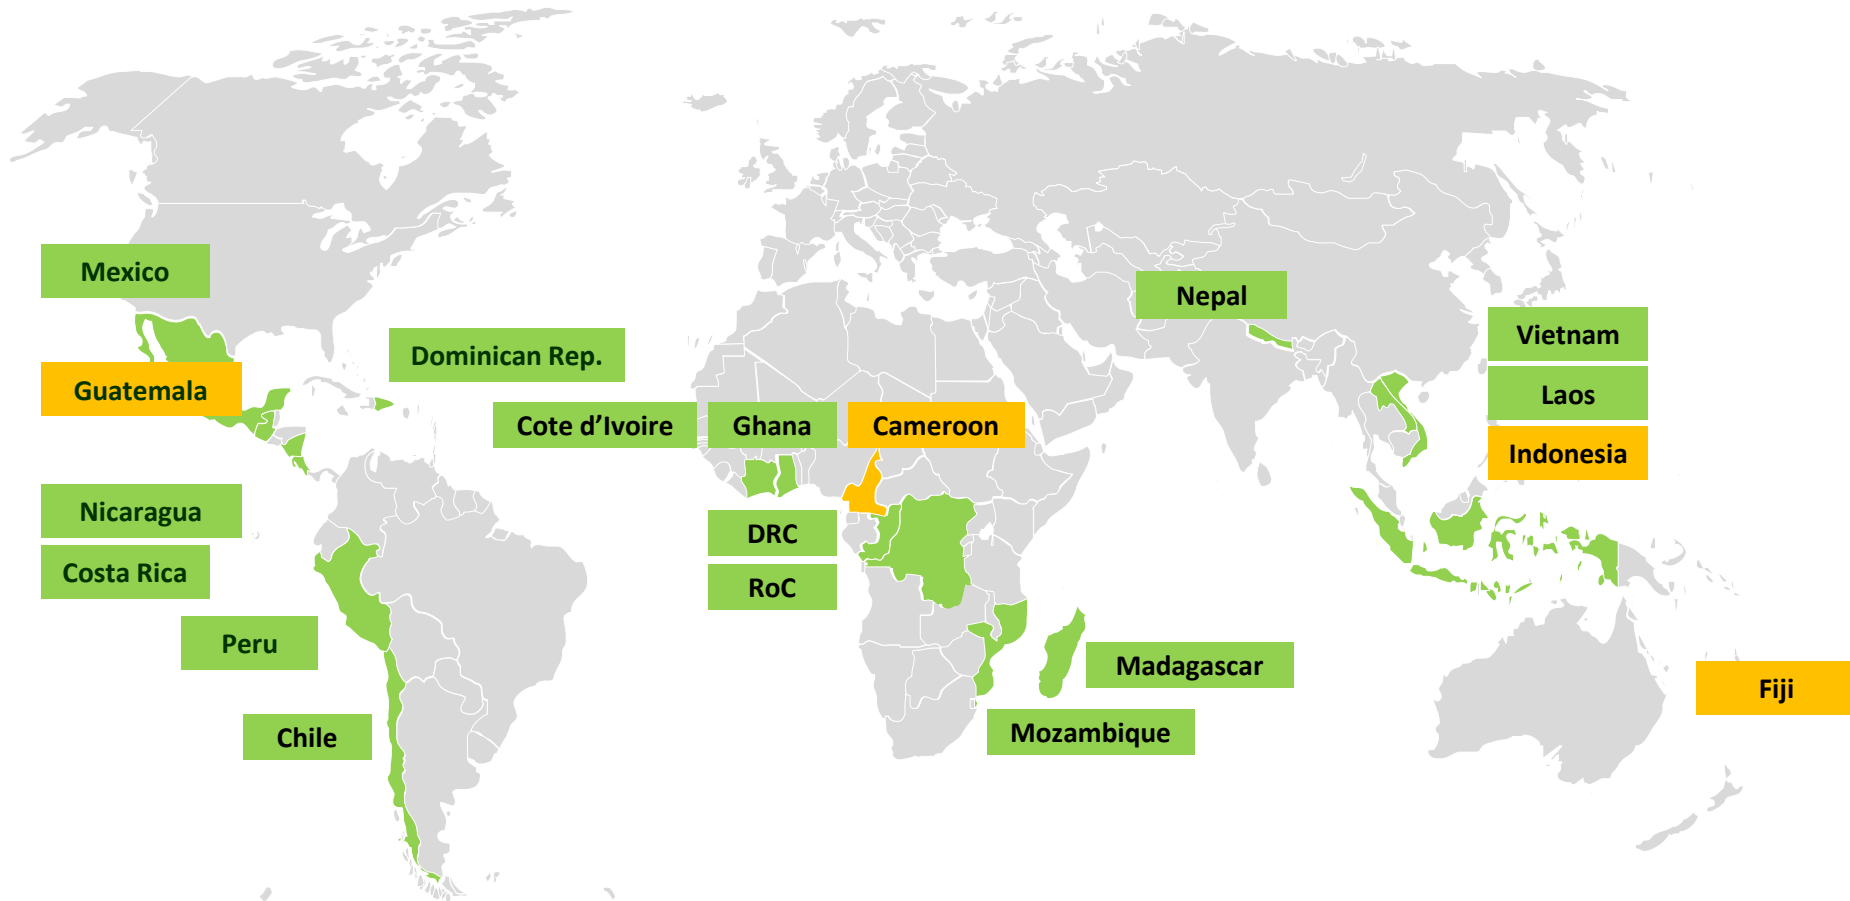 Mexico
Guatemala
Dominican Rep.
Nicaragua
Costa Rica
Peru
Chile
Cote d’Ivoire
Ghana
Cameroon
DRC
RoC
Madagascar
Mozambique
Nepal
Vietnam
Laos
Indonesia
Fiji